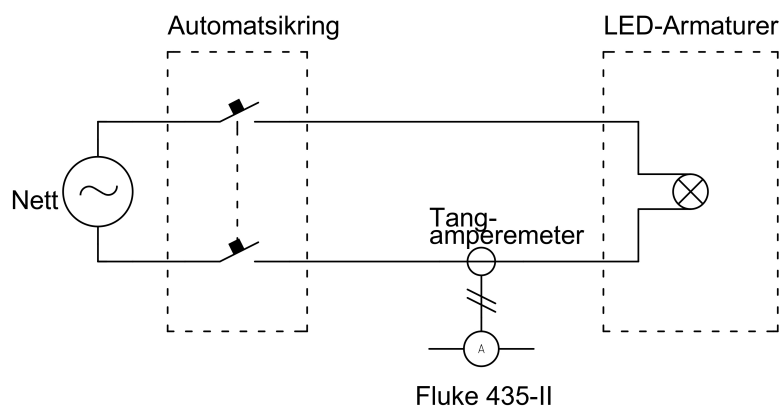 Automatsikring
LED-Armaturer
Nett
Tang-
amperemeter
A
Fluke 435-II